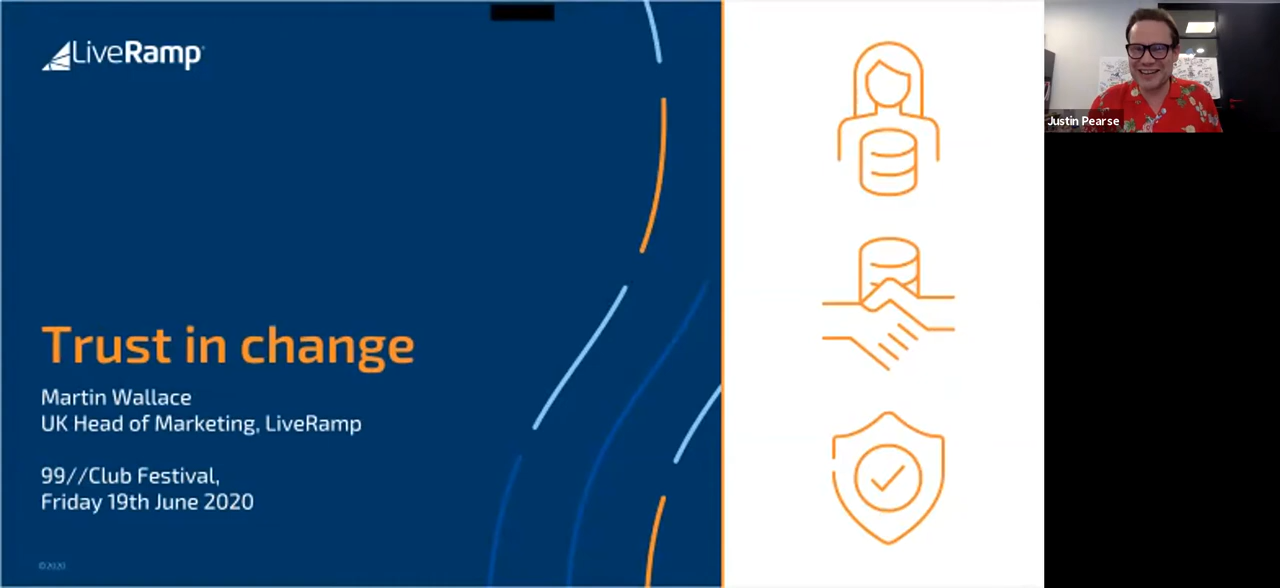 LiveRamp
Trust in change
Martin Wallace
UK Head of Marketing, LiveRamp
99//Club Festival,
Friday 19th June 2020
©2020
Justin Pearse